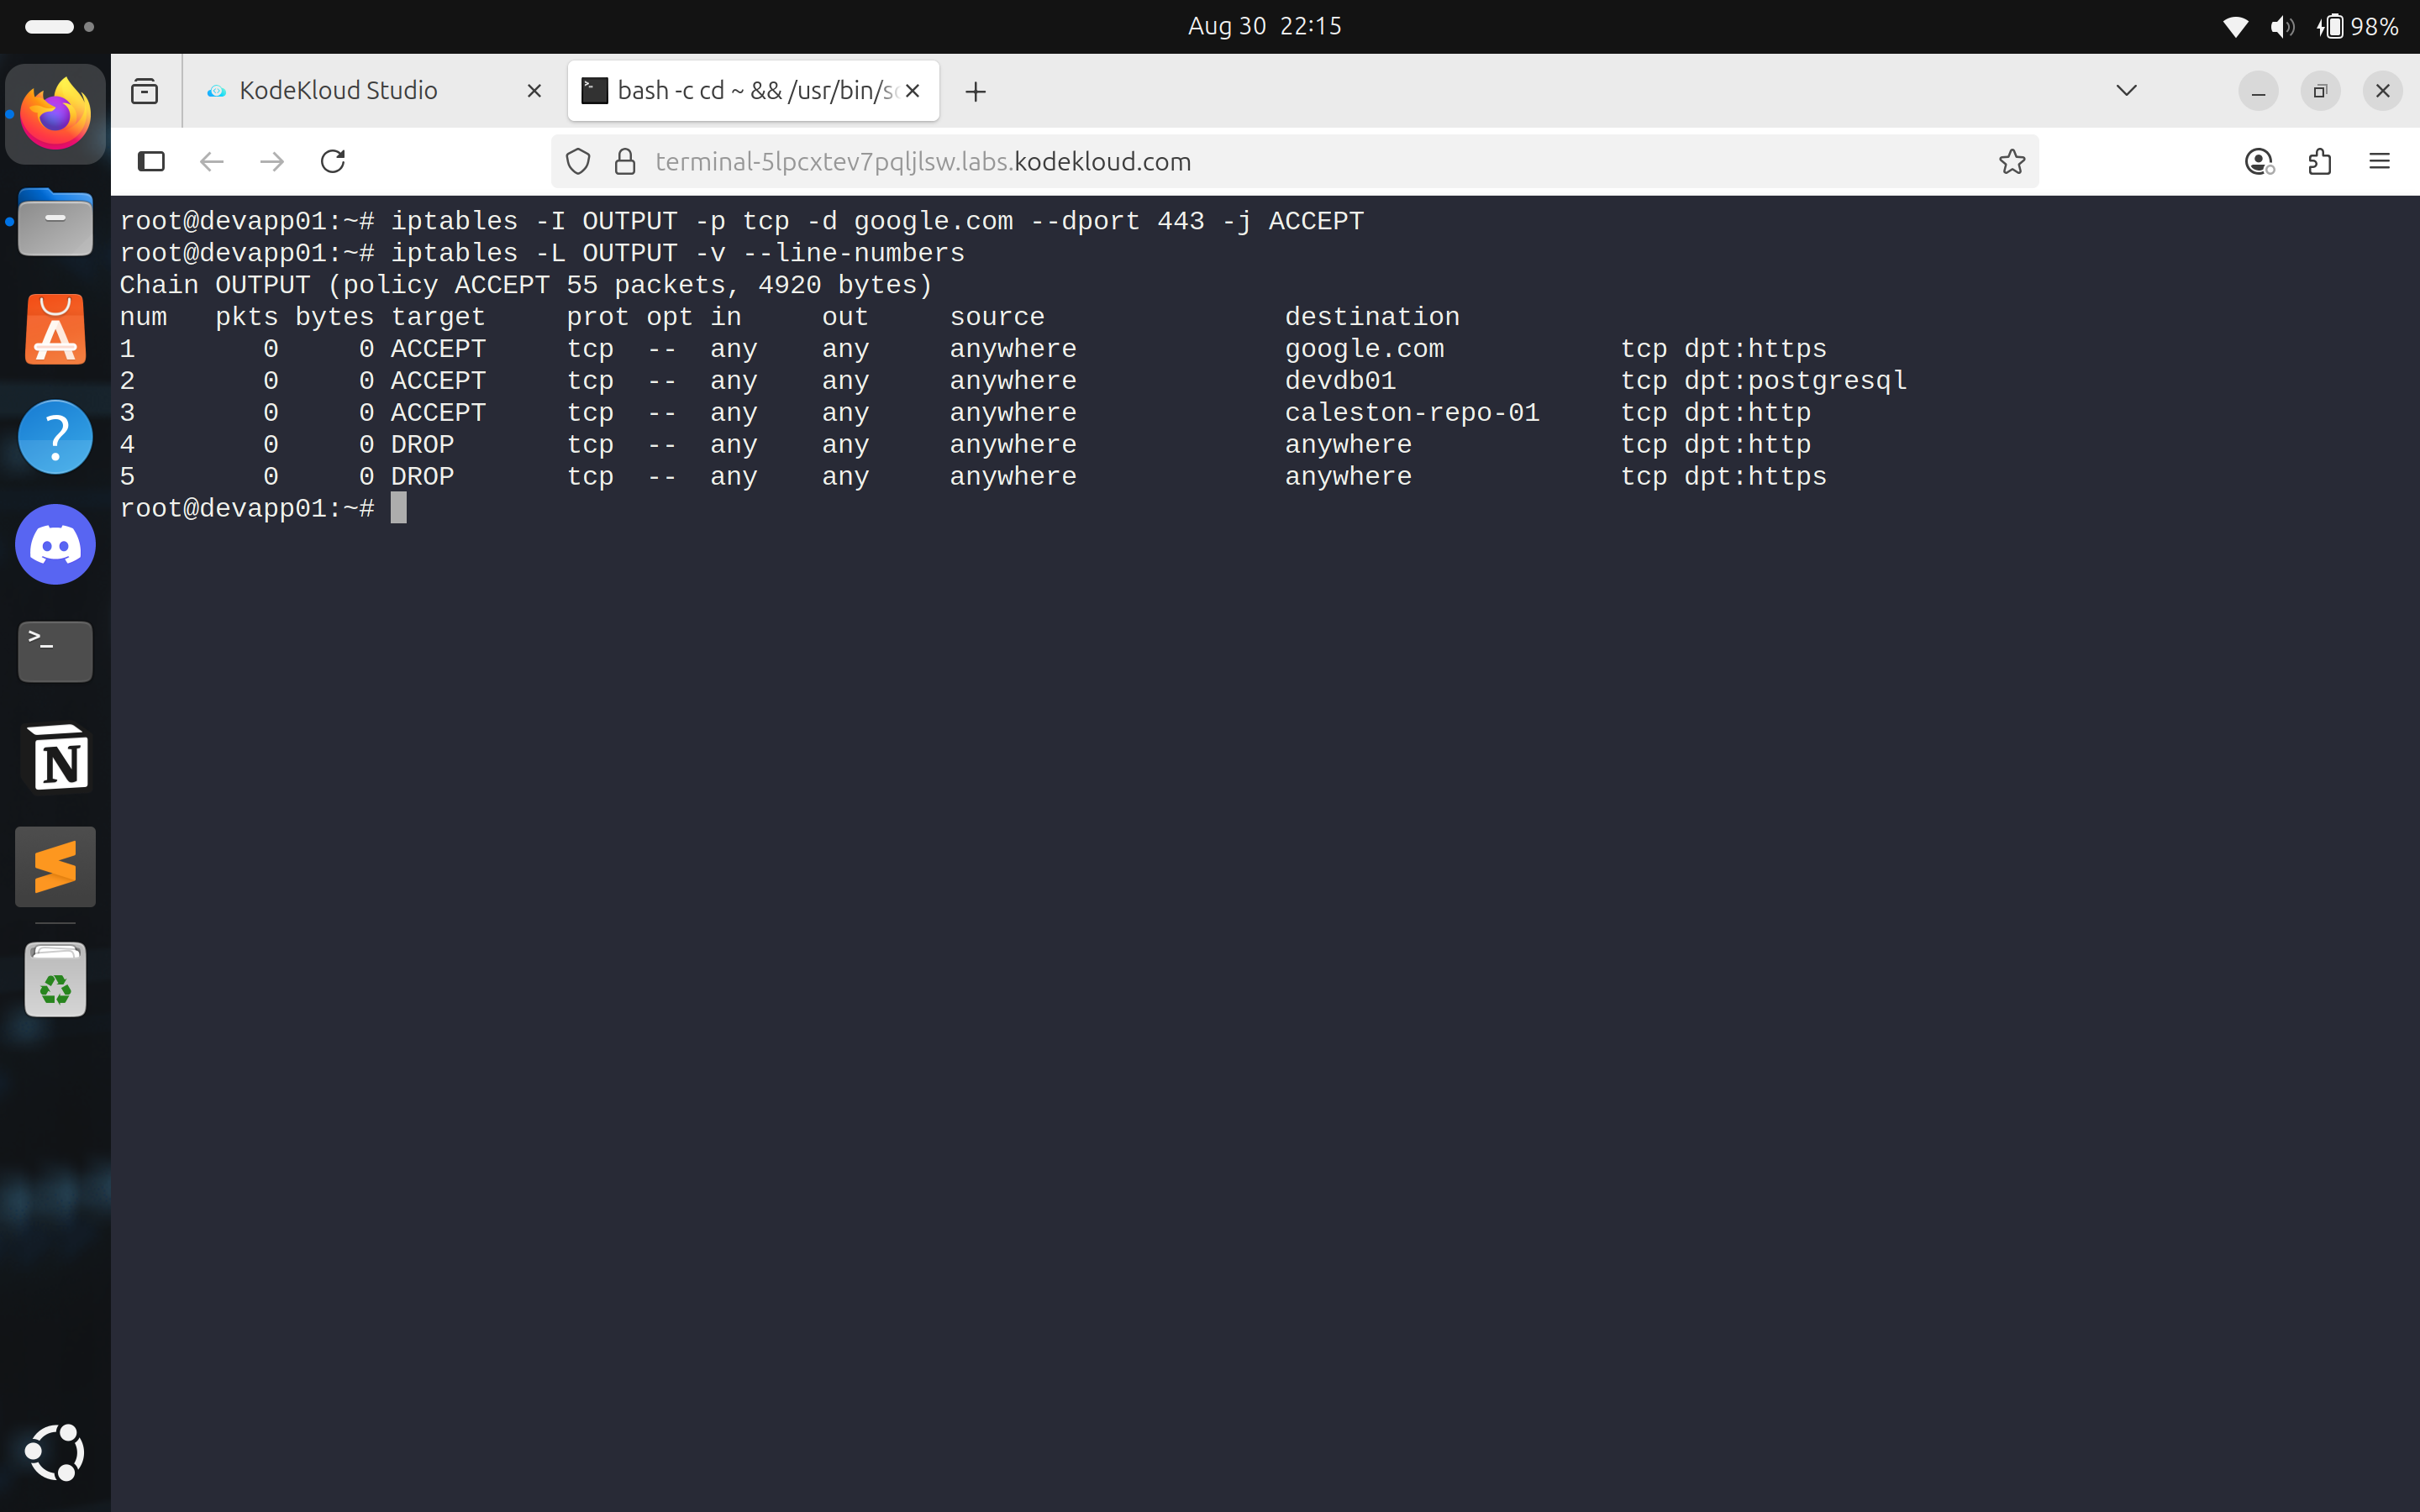 Aug 30 22:15
98%
KodeKloud Studio
bash -c cd ~ && /usr/bin/s
terminal-5lpcxtev7pqljlsw.labs.kodekloud.com
root@devapp01:~# iptables -I OUTPUT -p tcp -d google.com --dport 443 -j ACCEPT
root@devapp01:~# iptables -L OUTPUT -v --line-numbers
Chain OUTPUT (policy ACCEPT 55 packets, 4920 bytes)
num   pkts bytes target     prot opt in     out     source               destination
1        0     0 ACCEPT     tcp  --  any    any     anywhere             google.com           tcp dpt:https
2        0     0 ACCEPT     tcp  --  any    any     anywhere             devdb01              tcp dpt:postgresql
3        0     0 ACCEPT     tcp  --  any    any     anywhere             caleston-repo-01     tcp dpt:http
4        0     0 DROP       tcp  --  any    any     anywhere             anywhere             tcp dpt:http
5        0     0 DROP       tcp  --  any    any     anywhere             anywhere             tcp dpt:https
root@devapp01:~#